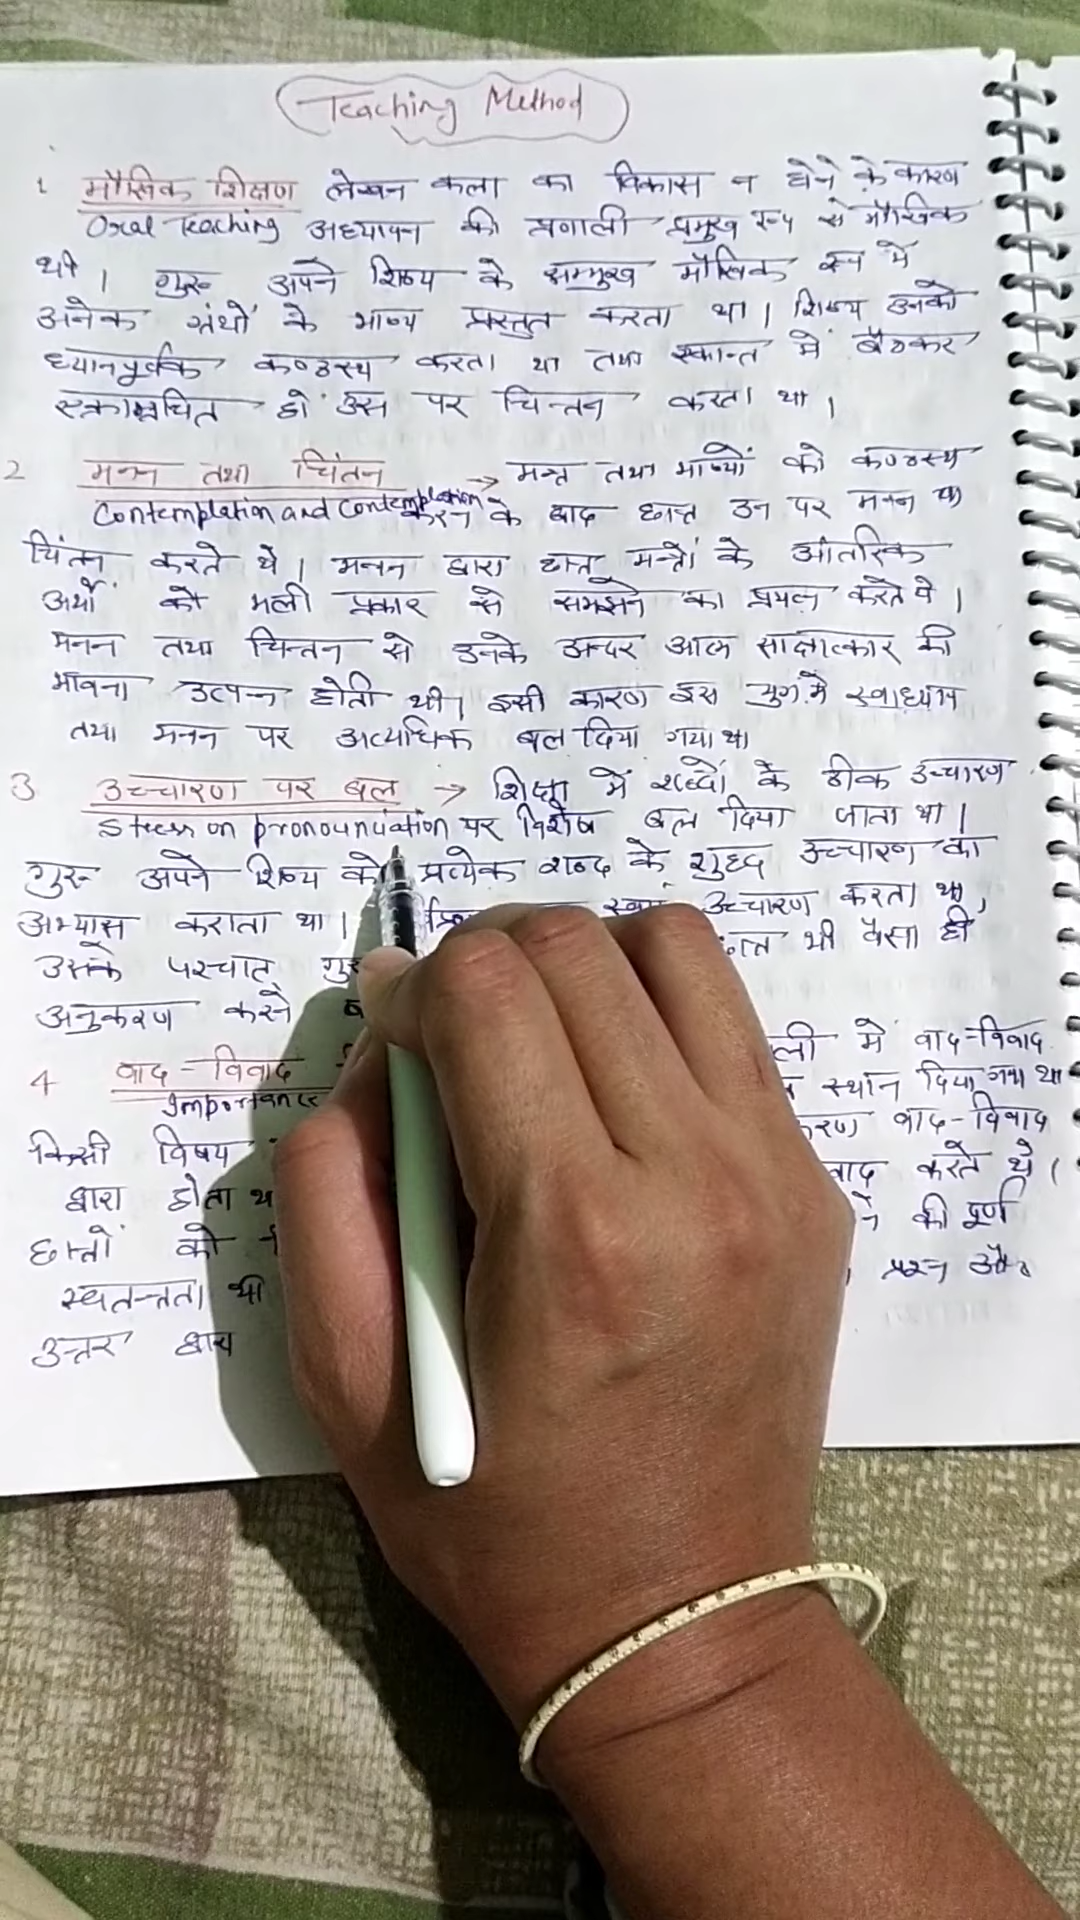 Teaching Method
1 मौखिक शिक्षण लेखन कला का विकास न होने के कारण
Oral Teaching अध्यापन की प्रणाली प्रमुख रूप से मौखिक
थी। गुरू अपने शिष्य के सम्मुख मौखिक रूप में
अनेक ग्रंथों के भाष्य प्रस्तुत करता था। शिष्य उनको
ध्यानपूर्वक कण्ठस्थ करता था तथा एकान्त में बैठकर
हो उस पर चिन्तन करता था।
2 मनन तथा चिंतन → मन्त्र तथा भाष्यों को कण्ठस्थ
Contemplation and Contemplation करने के बाद छात्र उन पर मनन
चिंतन करते थे। मनन द्वारा छात्र मन्त्रों के आंतरिक
अर्थो को भली प्रकार से समझने का प्रयत्न करते थे।
मनन तथा चिन्तन से उनके अन्दर आत्म साक्षात्कार की
भावना उत्पन्न होती थी। इसी कारण इस युग में स्वाध्याय
तथा मनन पर अत्यधिक बल दिया गया था
3 उच्चारण पर बल → शिक्षा में शब्दों के ठीक उच्चारण
on pronounciation पर विशेष बल दिया जाता था।
गुरू अपने शिष्य को प्रत्येक शब्द के शुद्ध उच्चारण का
अभ्यास कराता था। उच्चारण करता था,
उसके पश्चात् भी वैसा ही
अनुकरण करने
4 वाद-विवाद में वाद-विवाद
Importance स्थान दिया गया था
किसी विषय वाद-विवाद
द्वारा होता करते थे।
छात्रों को की पूर्ण
स्वतन्त्रता थी प्रश्न और
उत्तर द्वारा